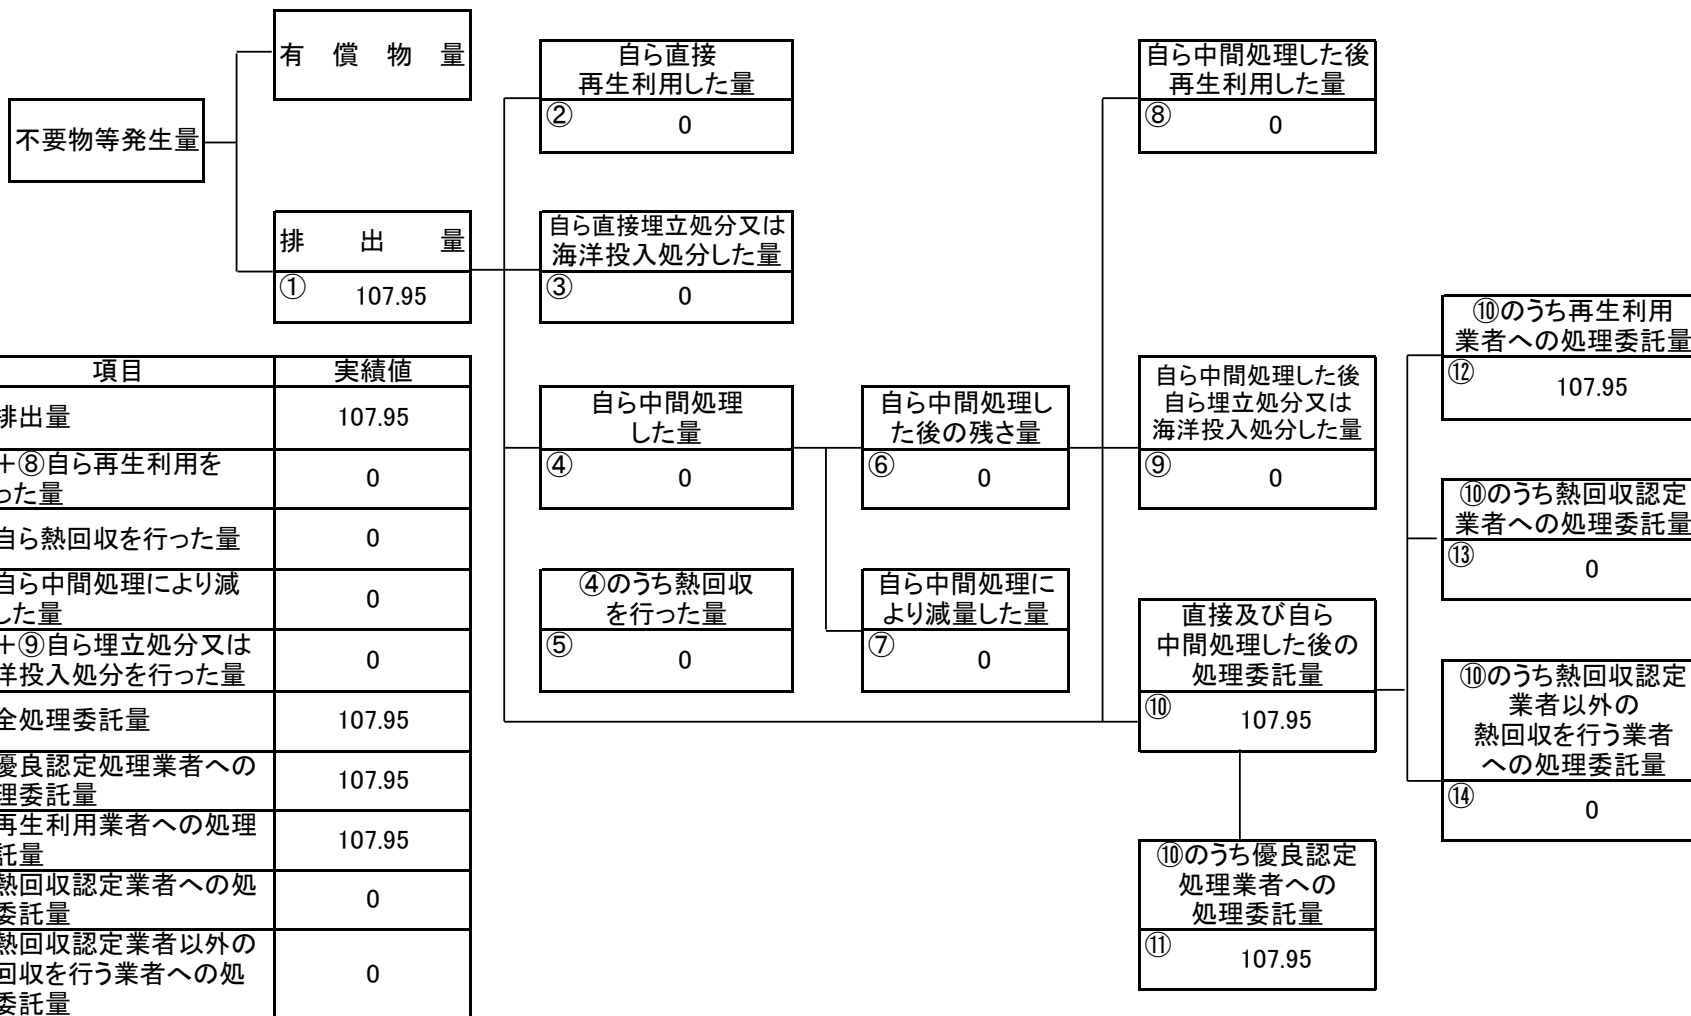 有償物量
不要物等発生量
排出量
① 107.95
自ら直接
再生利用した量
② 0
自ら直接埋立処分又は
海洋投入処分した量
③ 0
自ら中間処理
した量
④ 0
④のうち熱回収
を行った量
⑤ 0
自ら中間処理し
た後の残さ量
⑥ 0
自ら中間処理に
より減量した量
⑦ 0
自ら中間処理した後
再生利用した量
⑧ 0
自ら中間処理した後
自ら埋立処分又は
海洋投入処分した量
⑨ 0
直接及び自ら
中間処理した後の
処理委託量
⑩ 107.95
⑩のうち優良認定
処理業者への
処理委託量
⑪ 107.95
⑩のうち再生利用
業者への処理委託量
⑫ 107.95
⑩のうち熱回収認定
業者への処理委託量
⑬ 0
⑩のうち熱回収認定
業者以外の
熱回収を行う業者
への処理委託量
⑭ 0
項目 実績値
排出量 107.95
+⑧自ら再生利用を
った量 0
自ら熱回収を行った量 0
自ら中間処理により減
した量 0
+⑨自ら埋立処分又は
洋投入処分を行った量 0
全処理委託量 107.95
優良認定処理業者への
理委託量 107.95
再生利用業者への処理
託量 107.95
熱回収認定業者への処
委託量 0
熱回収認定業者以外の
回収を行う業者への処
委託量 0